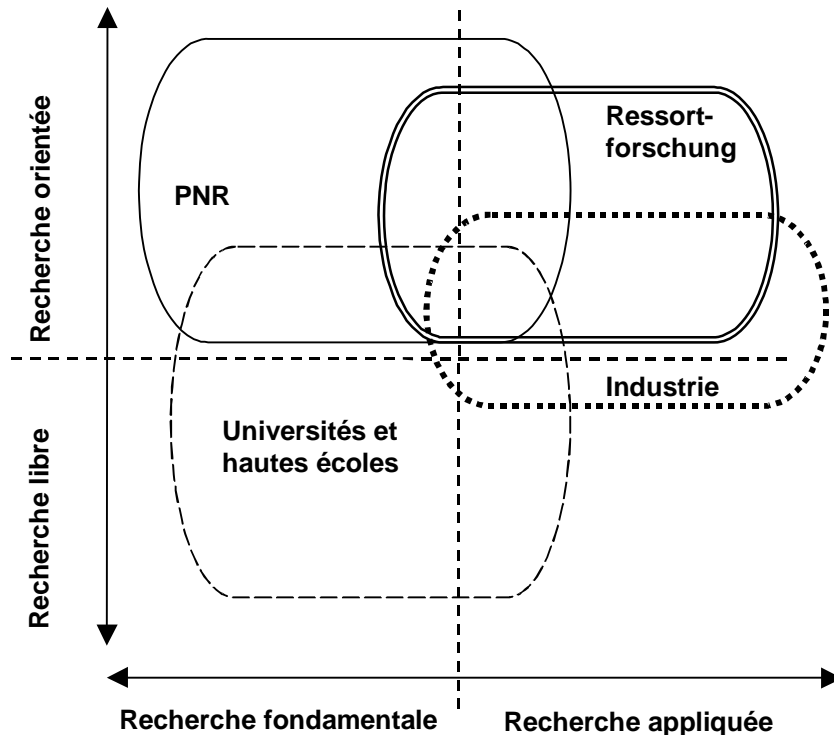 Recherche orientée
Recherche libre
Ressort-
forschung
PNR
Industrie
Universités et
hautes écoles
Recherche fondamentale
Recherche appliquée